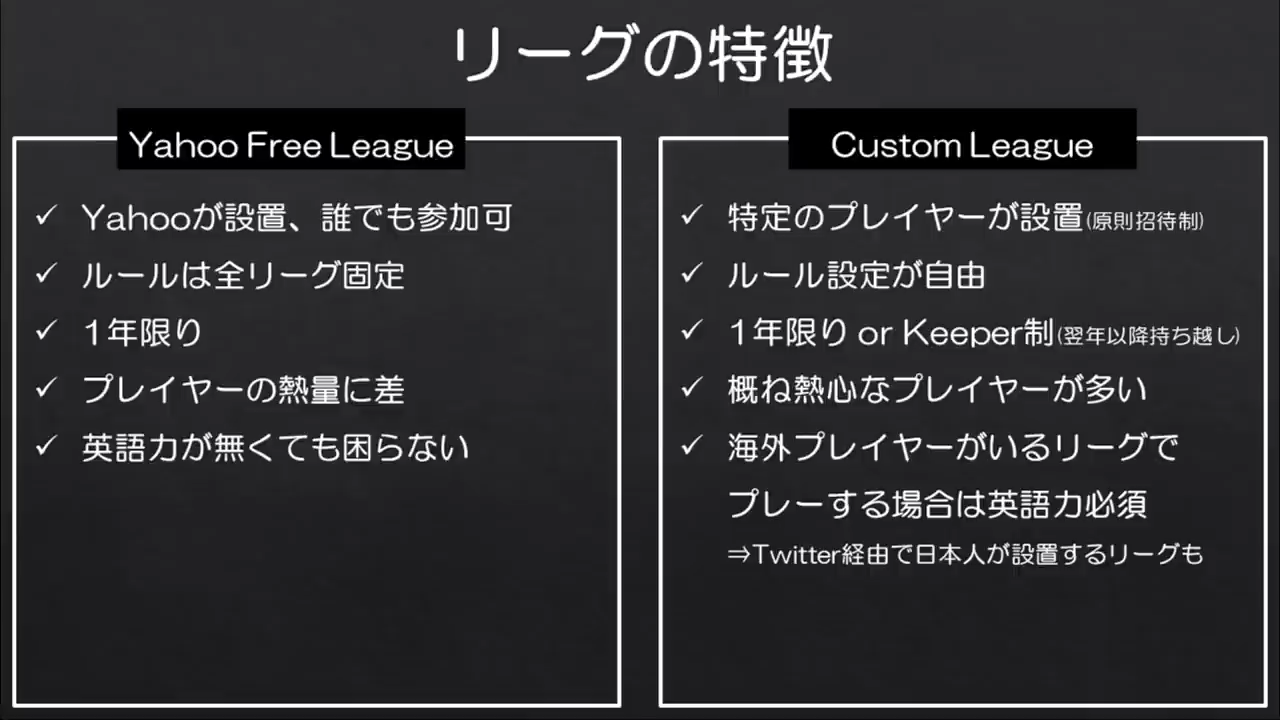 リーグの特徴
Yahoo Free League
✓ Yahooが設置、誰でも参加可
✓ ルールは全リーグ固定
✓ 1年限り
✓ プレイヤーの熱量に差
✓ 英語力が無くても困らない
Custom League
✓ 特定のプレイヤーが設置(原則招待制)
✓ ルール設定が自由
✓ 1年限り or Keeper制(翌年以降持ち越し)
✓ 概ね熱心なプレイヤーが多い
✓ 海外プレイヤーがいるリーグで
プレーする場合は英語力必須
⇒Twitter経由で日本人が設置するリーグも